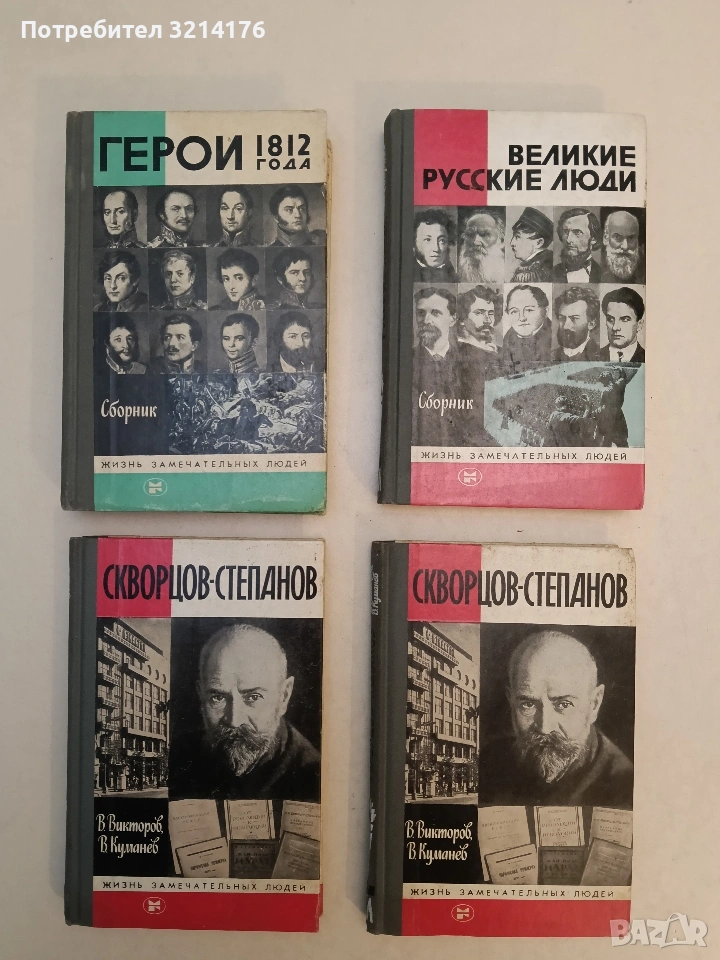 Потребител 3214176
ГЕРОИ 1812
ГОДА
Сборник
ЖИЗНЬ ЗАМЕЧАТЕЛЬНЫХ ЛЮДЕЙ
ВЕЛИКИЕ
РУССКИЕ ЛЮДИ
Сборник
ЖИЗНЬ ЗАМЕЧАТЕЛЬНЫХ ЛЮДЕЙ
СКВОРЦОВ-СТЕПАНОВ
В. Викторов,
В. Куманев
ЖИЗНЬ ЗАМЕЧАТЕЛЬНЫХ ЛЮДЕЙ
В. Куманев
СКВОРЦОВ-СТЕПАНОВ
В. Викторов,
В. Куманев
ЖИЗНЬ ЗАМЕЧАТЕЛЬНЫХ ЛЮДЕЙ
BAZAR